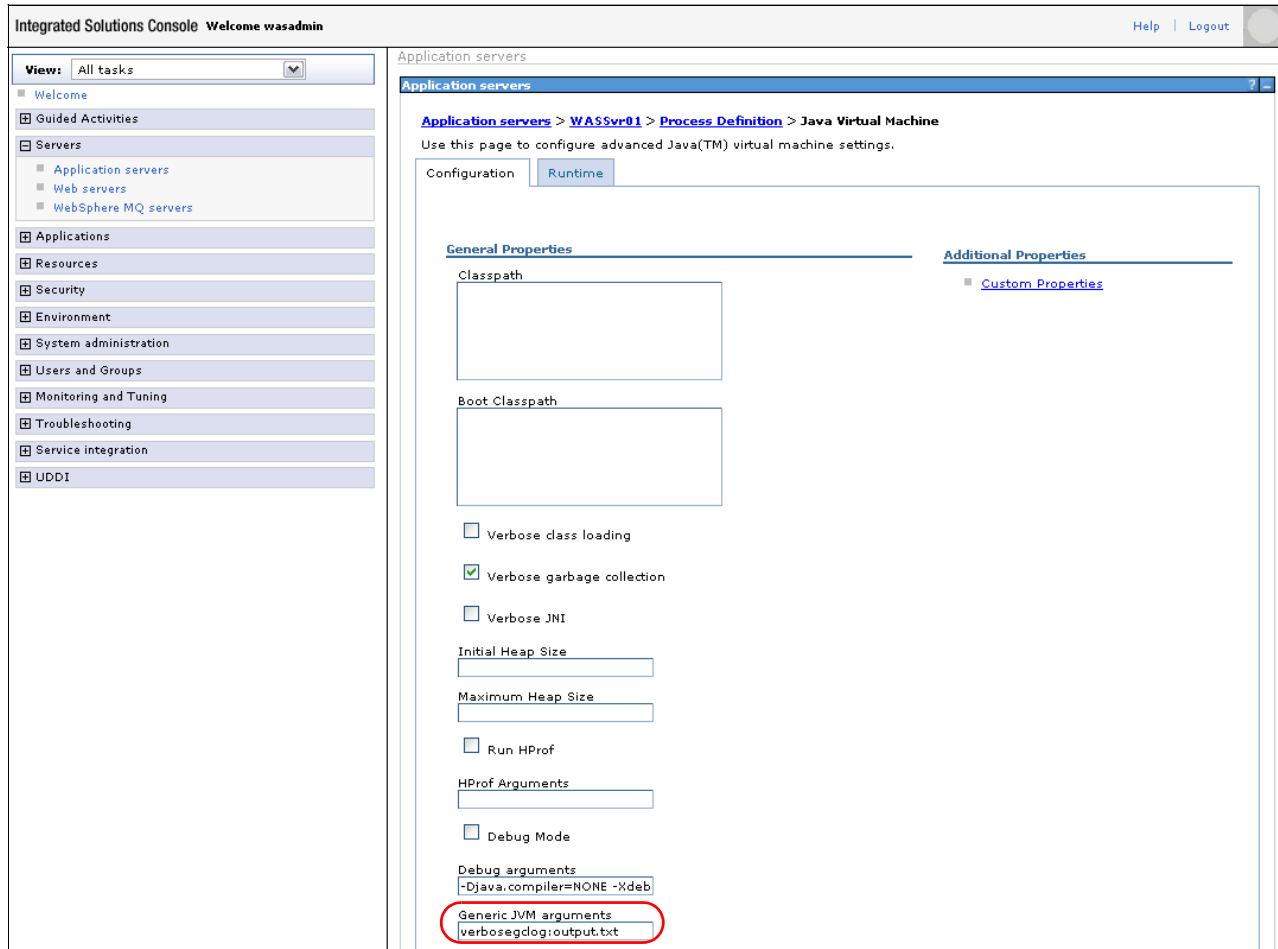 Integrated Solutions Console Welcome wasadmin
Help | Logout
View: All tasks
Welcome
Guided Activities
Servers
Application servers
Web servers
WebSphere MQ servers
Applications
Resources
Security
Environment
System administration
Users and Groups
Monitoring and Tuning
Troubleshooting
Service integration
UDDI
Application servers
Application servers ? -
Application servers > WASSvr01 > Process Definition > Java Virtual Machine
Use this page to configure advanced Java(TM) virtual machine settings.
Configuration Runtime
General Properties
Classpath
Boot Classpath
Verbose class loading
Verbose garbage collection
Verbose JNI
Initial Heap Size
Maximum Heap Size
Run HProf
HProf Arguments
Debug Mode
Debug arguments
-Djava.compiler=NONE -Xdeb
Generic JVM arguments
verbosegclog:output.txt
Additional Properties
Custom Properties